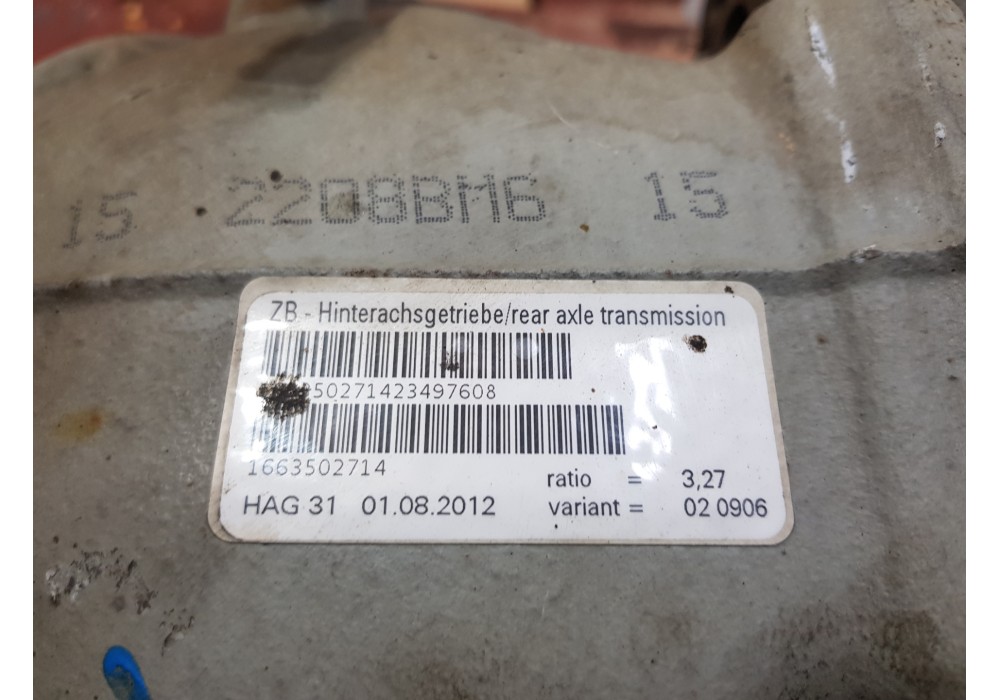 15 2208BM6 15
ZB - Hinterachsgetriebe/rear axle transmission
50271423497608
1663502714
ratio = 3,27
HAG 31 01.08.2012 variant = 02 0906